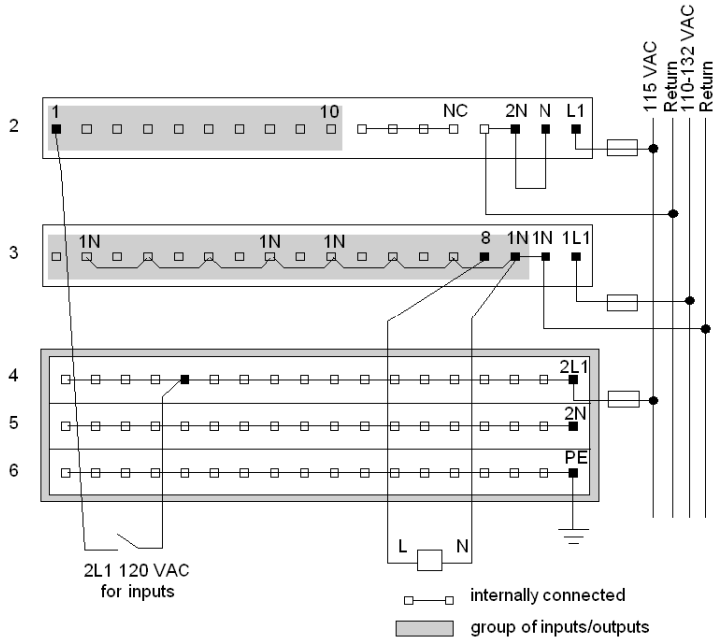 115 VAC
Return
110-132 VAC
Return
2
1
10
NC
2N
N
L1
3
1N
1N
1N
8
1N
1N
1L1
4
2L1
5
2N
6
PE
L
N
2L1 120 VAC
for inputs
internally connected
group of inputs/outputs